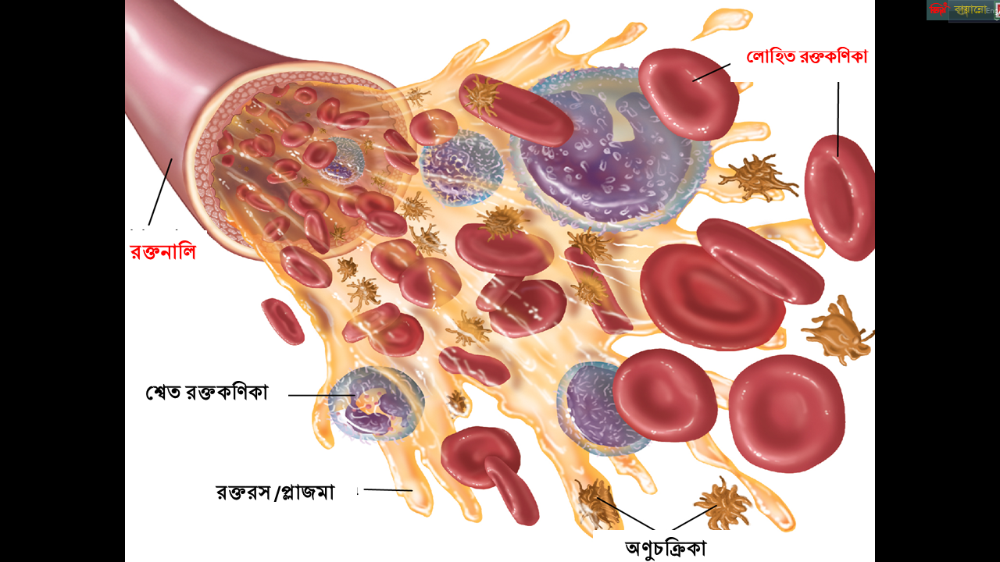 বায়ান্নো
লোহিত রক্তকণিকা
রক্তনালি
শ্বেত রক্তকণিকা
রক্তরস/প্লাজমা
অণুচক্রিকা